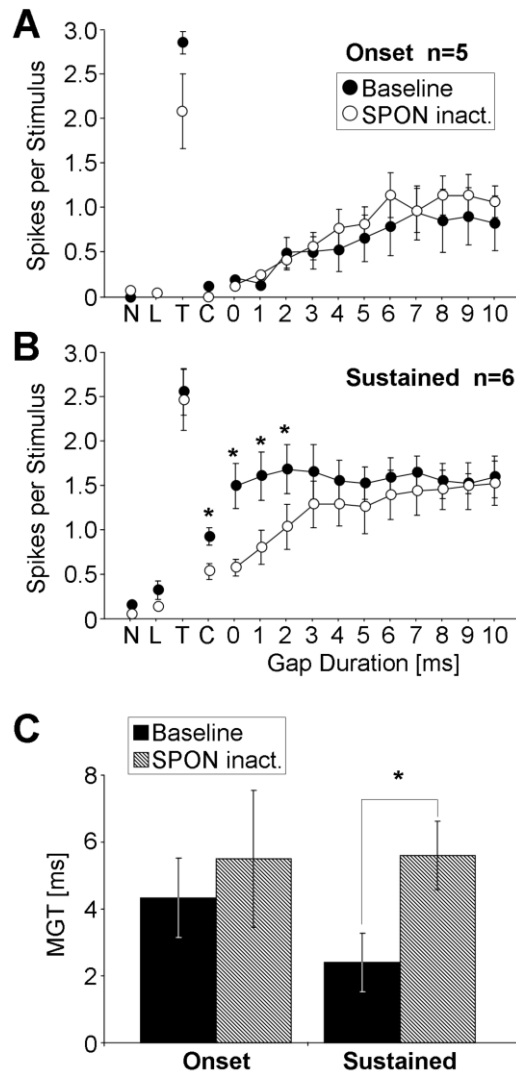 A
3.0
2.5
2.0
1.5
1.0
0.5
0
Spikes per Stimulus
Onset n=5
Baseline
SPON inact.
N L T C 0 1 2 3 4 5 6 7 8 9 10
B
3.0
2.5
2.0
1.5
1.0
0.5
0
Spikes per Stimulus
Sustained n=6
*
*
*
*
N L T C 0 1 2 3 4 5 6 7 8 9 10
Gap Duration [ms]
C
Baseline
SPON inact.
8
6
4
2
0
MGT [ms]
*
Onset Sustained